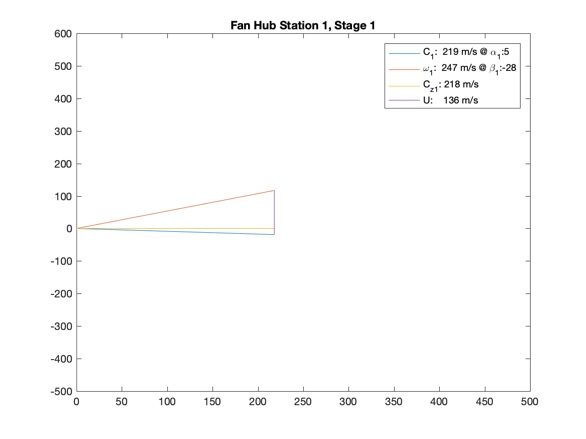 Fan Hub Station 1, Stage 1
600
500
400
300
200
100
0
-100
-200
-300
-400
-500
0 50 100 150 200 250 300 350 400 450 500
C₁: 219 m/s @ α₁:5
ω₁: 247 m/s @ β₁:-28
C_z1: 218 m/s
U: 136 m/s